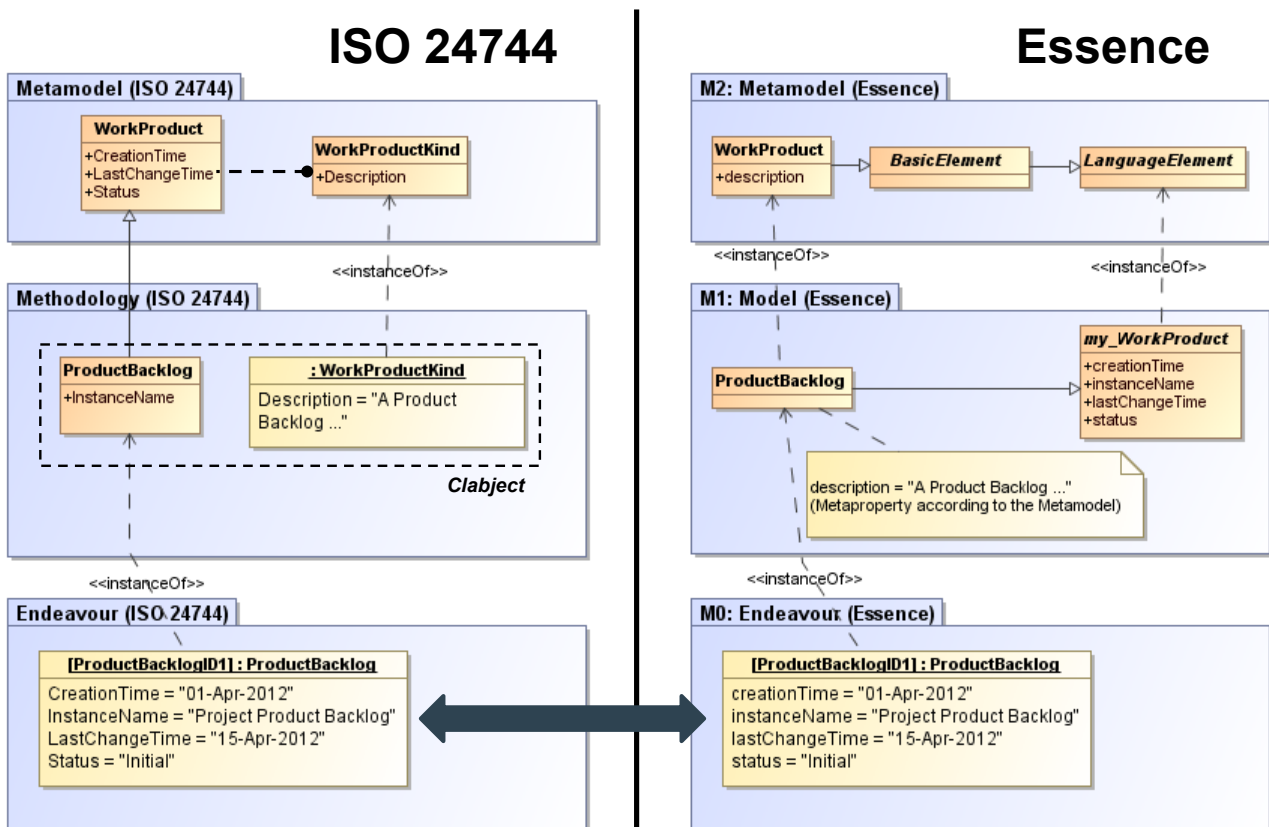 ISO 24744
Metamodel (ISO 24744)
WorkProduct
+CreationTime
+LastChangeTime
+Status
WorkProductKind
+Description
<<instanceOf>>
Methodology (ISO 24744)
ProductBacklog
+InstanceName
: WorkProductKind
Description = "A Product
Backlog ..."
Clabject
<<instanceOf>>
Endeavour (ISO 24744)
[ProductBacklogID1] : ProductBacklog
CreationTime = "01-Apr-2012"
InstanceName = "Project Product Backlog"
LastChangeTime = "15-Apr-2012"
Status = "Initial"
Essence
M2: Metamodel (Essence)
WorkProduct
+description
BasicElement
LanguageElement
<<instanceOf>>
<<instanceOf>>
M1: Model (Essence)
ProductBacklog
my_WorkProduct
+creationTime
+instanceName
+lastChangeTime
+status
description = "A Product Backlog ..."
(Metaproperty according to the Metamodel)
<<instanceOf>>
M0: Endeavour (Essence)
[ProductBacklogID1] : ProductBacklog
creationTime = "01-Apr-2012"
instanceName = "Project Product Backlog"
lastChangeTime = "15-Apr-2012"
status = "Initial"